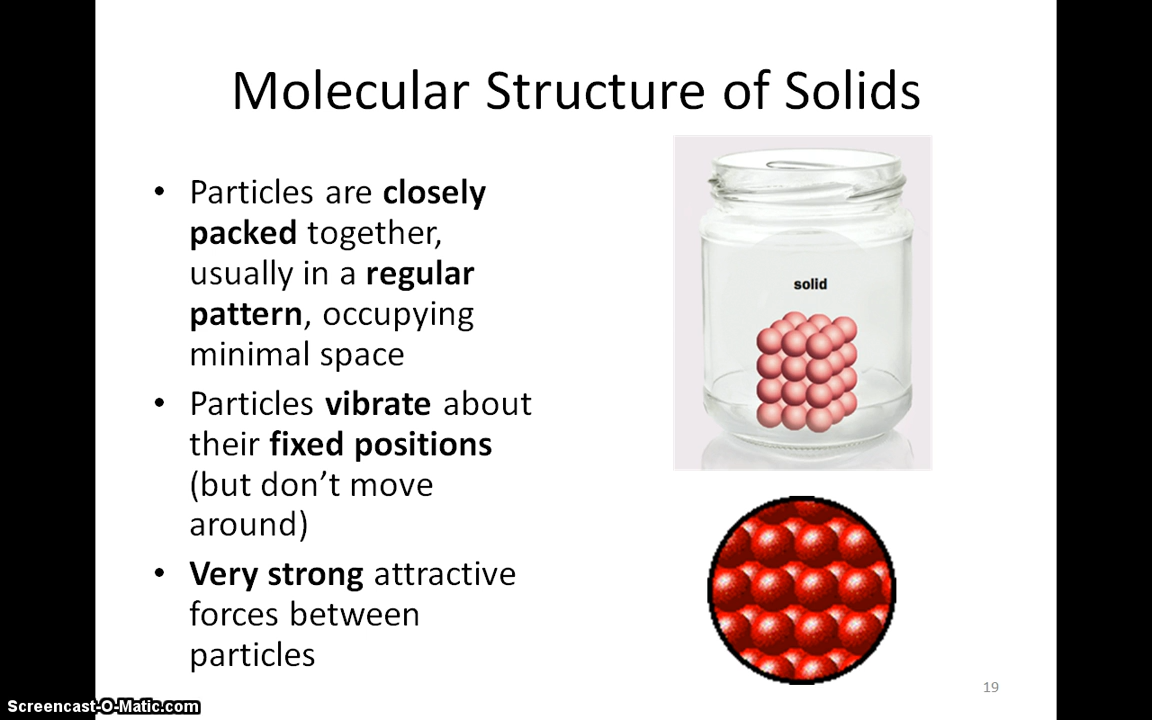 Molecular Structure of Solids
• Particles are closely
packed together,
usually in a regular
pattern, occupying
minimal space
• Particles vibrate about
their fixed positions
(but don’t move
around)
• Very strong attractive
forces between
particles
solid
19
Screencast-O-Matic.com